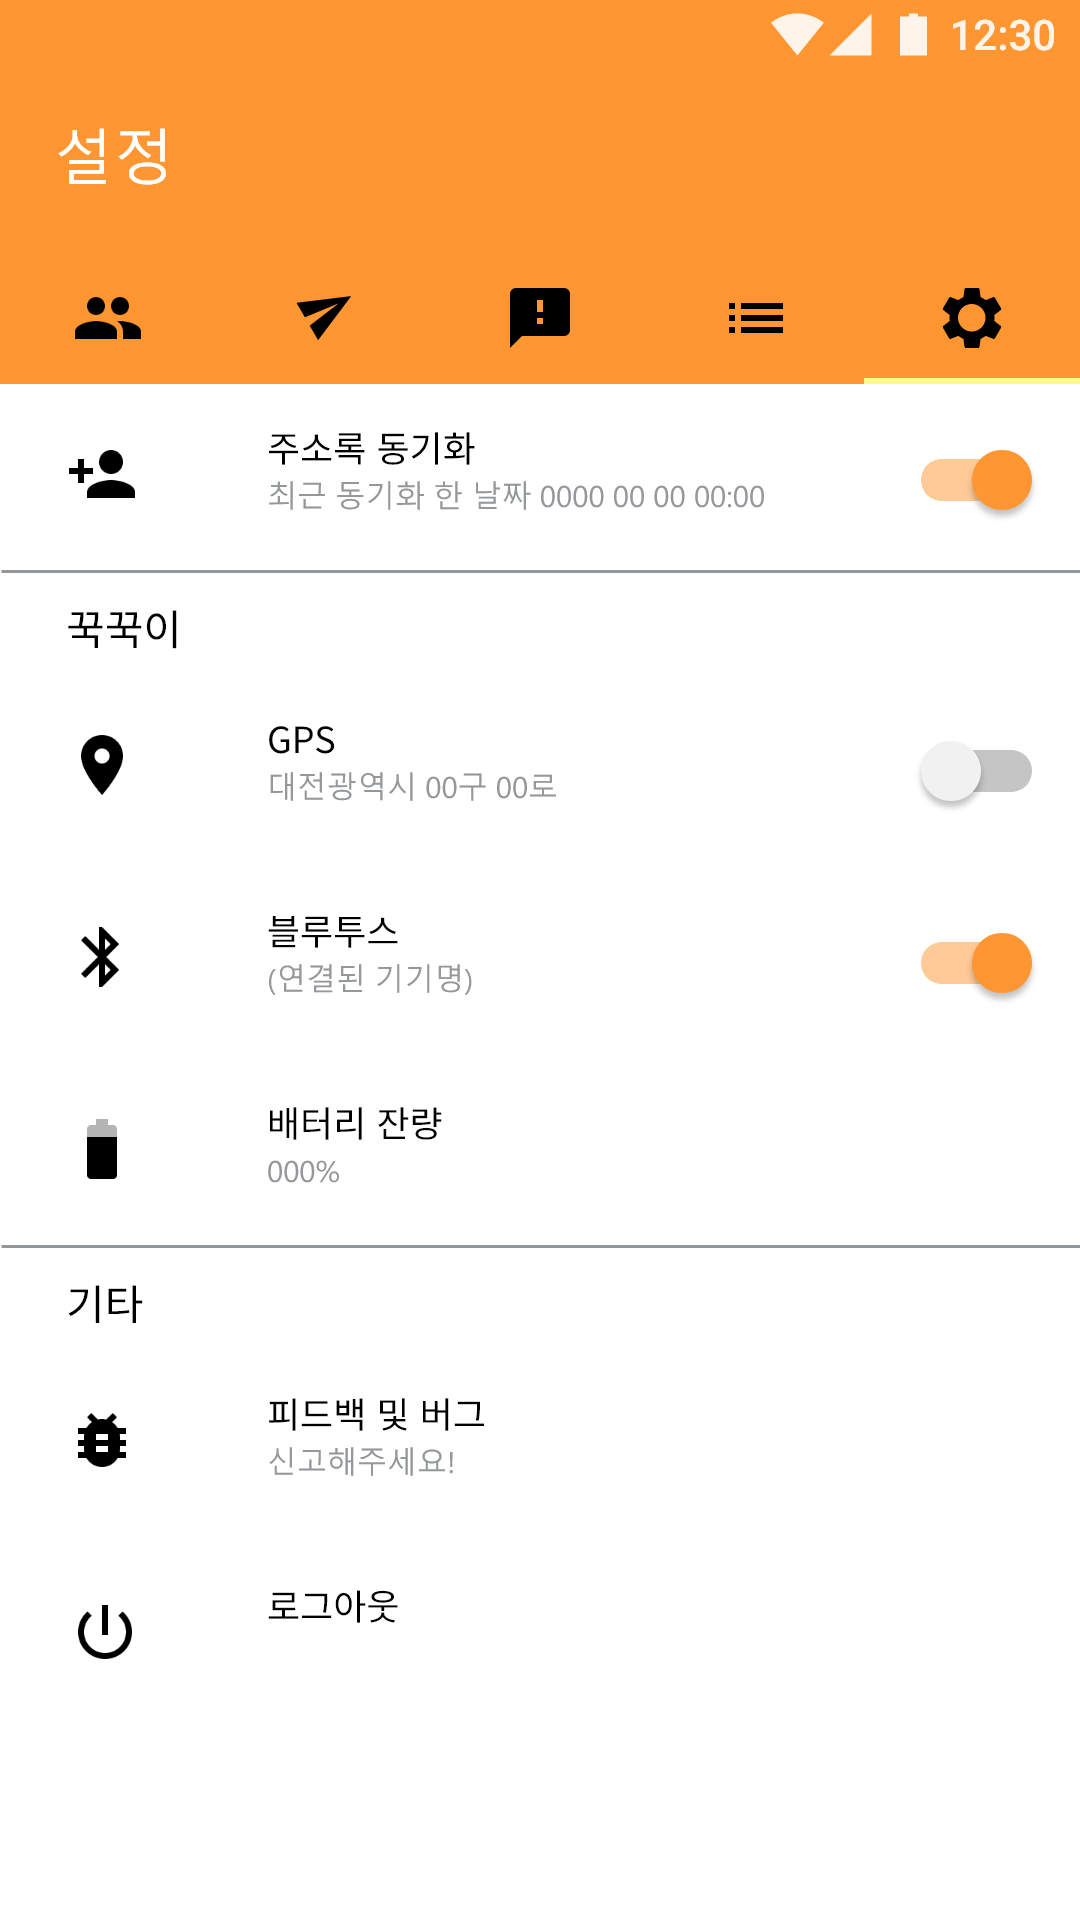 12:30
설정
주소록 동기화
최근 동기화 한 날짜 0000 00 00 00:00
꾹꾹이
GPS
대전광역시 00구 00로
블루투스
(연결된 기기명)
배터리 잔량
000%
기타
피드백 및 버그
신고해주세요!
로그아웃